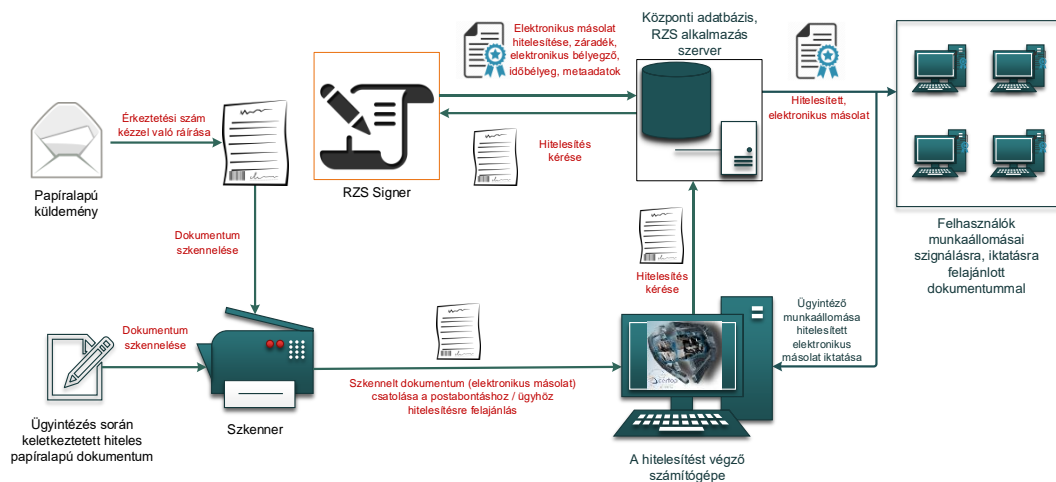 Elektronikus másolat
hitelesítése, záradék,
elektronikus bélyegző,
időbélyeg, metaadatok
Központi adatbázis,
RZS alkalmazás
szerver
Hitelesített,
elektronikus másolat
Érkeztetési szám
kézzel való ráírása
Papíralapú
küldemény
RZS Signer
Hitelesítés
kérése
Dokumentum
szkennelése
Hitelesítés
kérése
Felhasználók
munkaállomásai
szignálásra, iktatásra
felajánlott
dokumentummal
Dokumentum
szkennelése
Ügyintéző
munkaállomása
hitelesített
elektronikus
másolat iktatása
Szkennelt dokumentum (elektronikus másolat)
csatolása a postabontáshoz / ügyhöz
hitelesítésre felajánlás
Ügyintézés során
keletkeztetett hiteles
papíralapú dokumentum
Szkenner
A hitelesítést végző
számítógépe